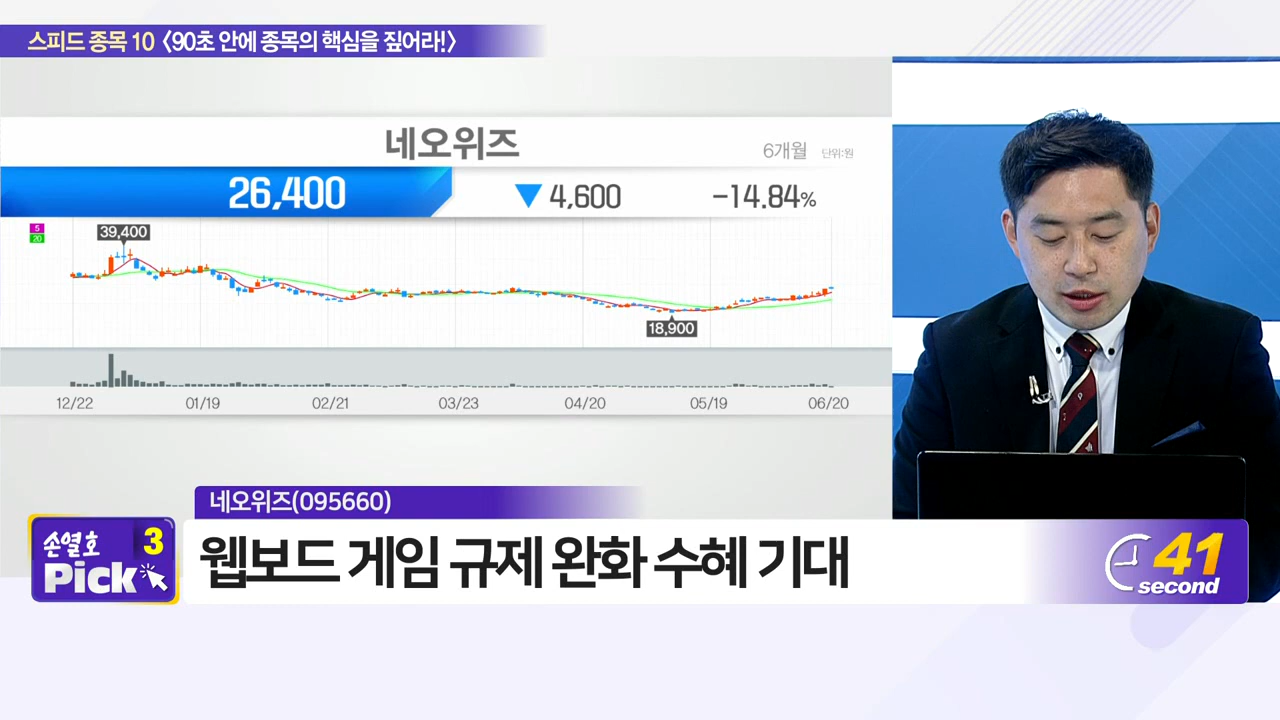 스피드 종목 10 〈90초 안에 종목의 핵심을 짚어라!〉
네오위즈
6개월 단위:원
26,400 ▼ 4,600 -14.84%
5
20
39,400
18,900
12/22 01/19 02/21 03/23 04/20 05/19 06/20
네오위즈(095660)
손열호 3
Pick
웹보드 게임 규제 완화 수혜 기대
41
second